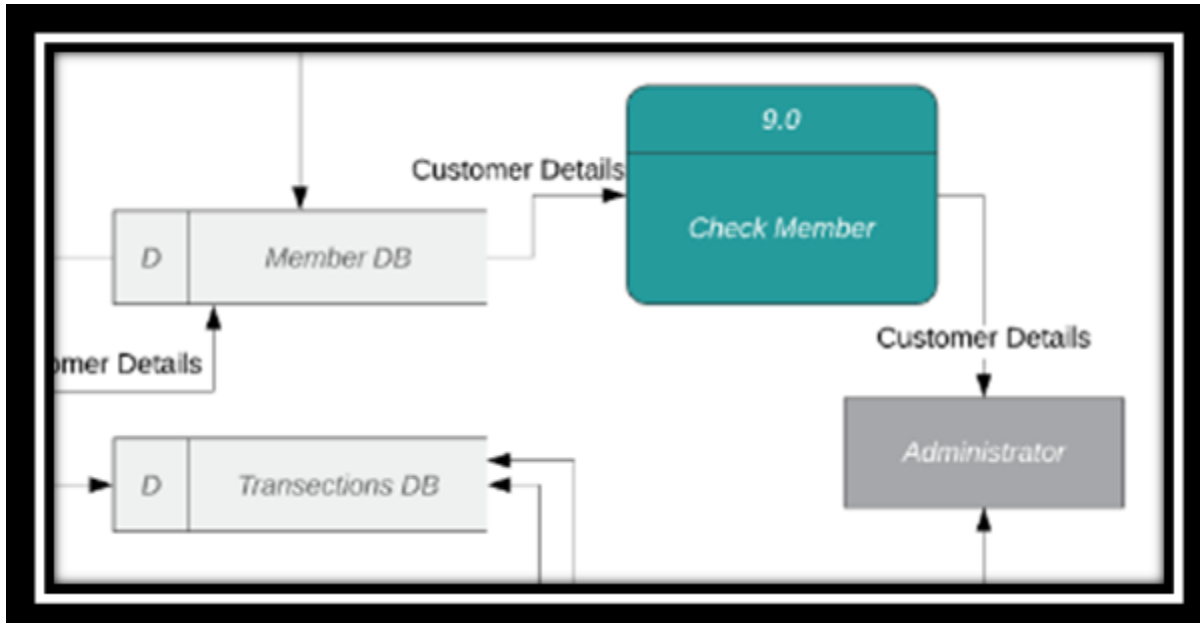 9.0
Customer Details
Check Member
D
Member DB
Customer Details
omer Details
Administrator
D
Transections DB